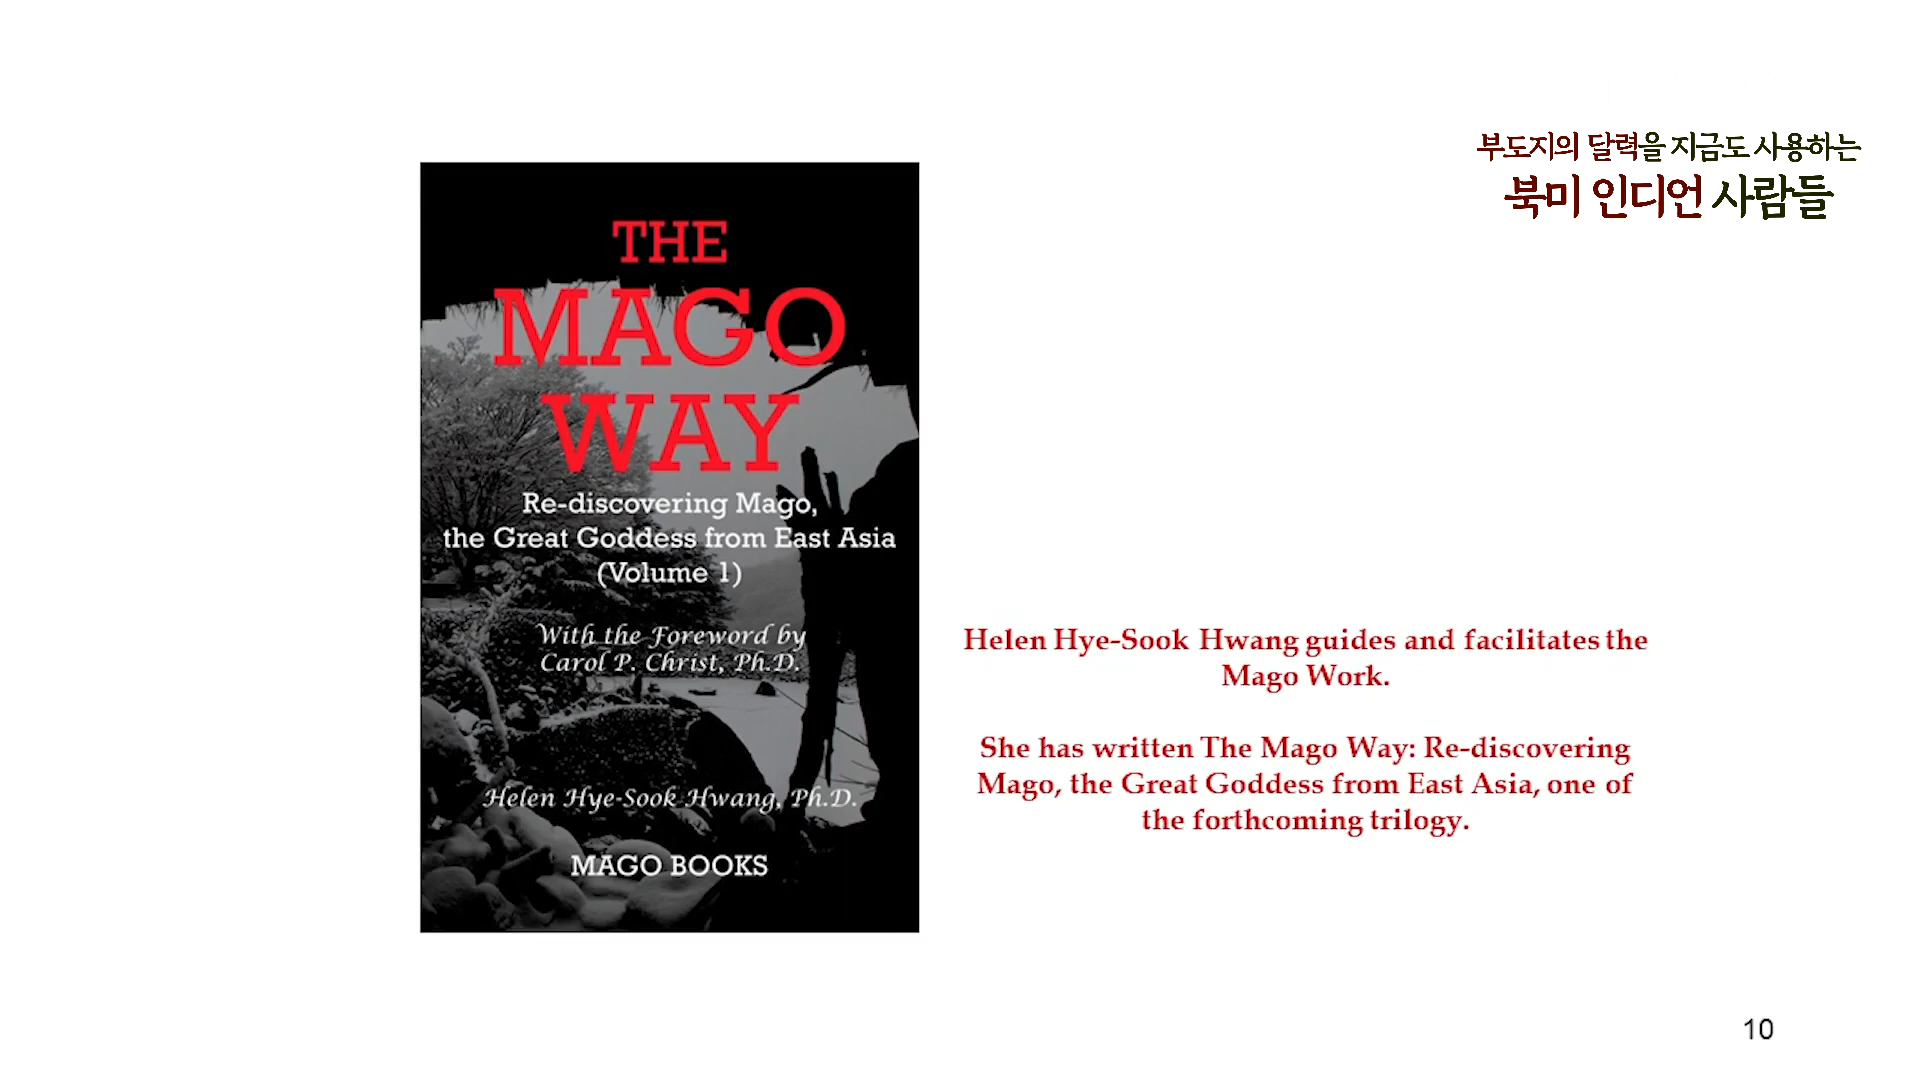 부도지의 달력을 지금도 사용하는
북미 인디언 사람들
THE
MAGO
WAY
Re-discovering Mago,
the Great Goddess from East Asia
(Volume 1)
With the Foreword by
Carol P. Christ, Ph.D.
Helen Hye-Sook Hwang, Ph.D.
MAGO BOOKS
Helen Hye-Sook Hwang guides and facilitates the
Mago Work.
She has written The Mago Way: Re-discovering
Mago, the Great Goddess from East Asia, one of
the forthcoming trilogy.
10